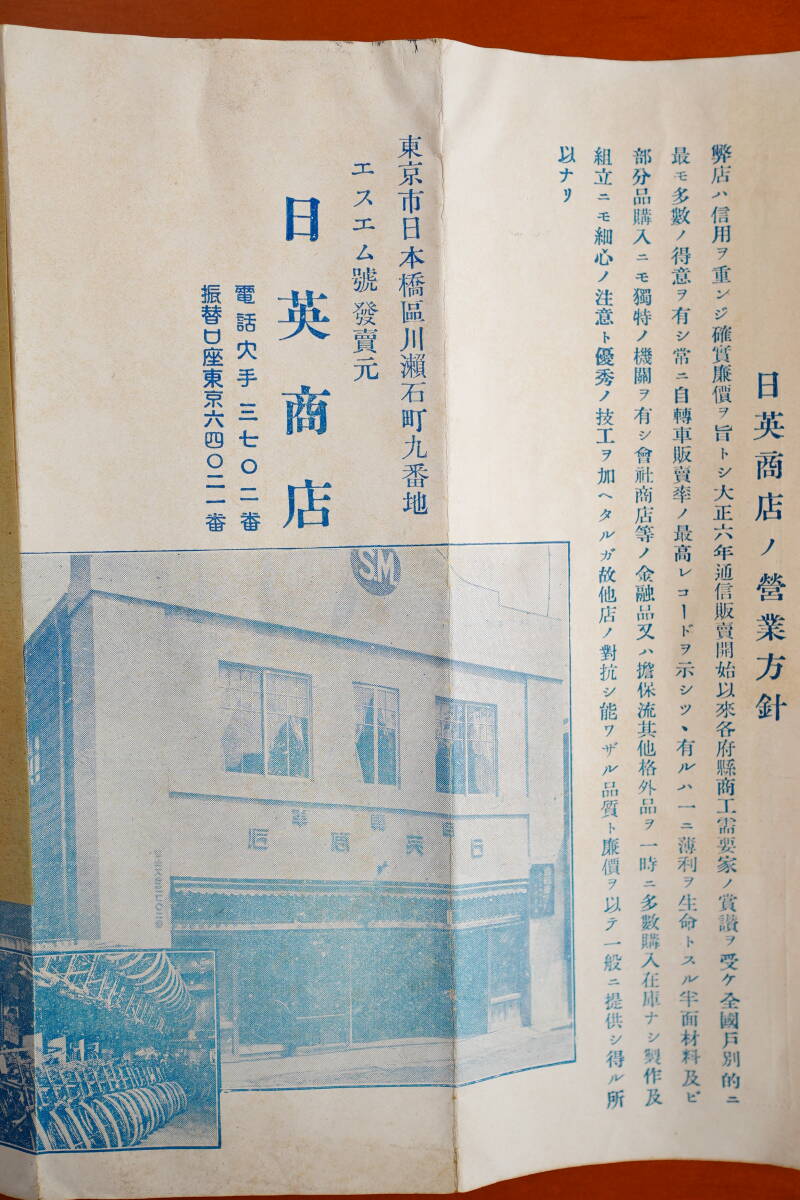 日英商店ノ營業方針
弊店ハ信用ヲ重ンジ確實廉價ヲ旨トシ大正六年通信販賣開始以來各府縣商工需要家ノ賞讃ヲ受ケ全國戶別的ニ
最モ多數ノ得意ヲ有シ常ニ自轉車販賣率ノ最高レコードヲ示シツヽ有ルハ一ニ薄利ヲ生命トスル半面材料及ビ
部分品購入ニモ獨特ノ機關ヲ有シ會社商店等ノ金融品又ハ擔保流其他格外品ヲ一時ニ多數購入在庫ナシ製作及
組立ニモ細心ノ注意ト優秀ノ技工ヲ加ヘタルガ故他店ノ對抗シ能ワザル品質ト廉價ヲ以テ一般ニ提供シ得ル所
以ナリ
東京市日本橋區川瀨石町九番地
エスエム號發賣元
日英商店
電話大手三七〇二番
振替口座東京六四〇二一番
S.M
自轉車
日英商店